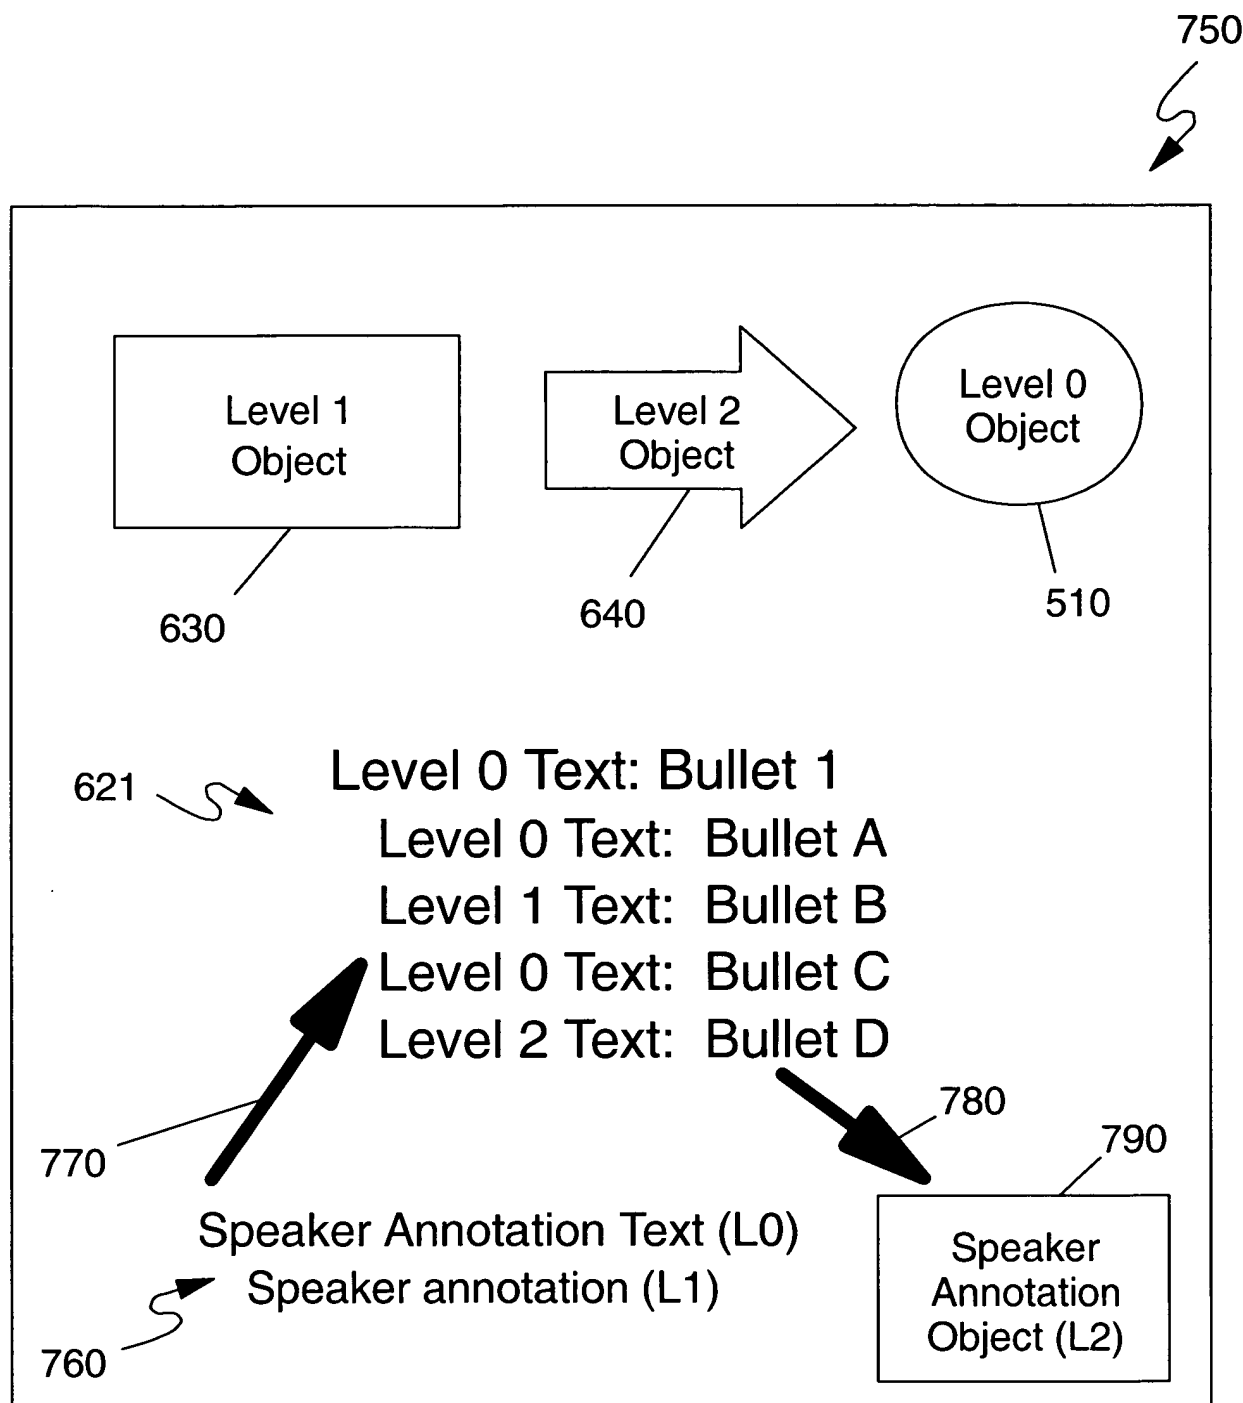 750
Level 1
Object
Level 2
Object
Level 0
Object
630
640
510
621
Level 0 Text: Bullet 1
Level 0 Text: Bullet A
Level 1 Text: Bullet B
Level 0 Text: Bullet C
Level 2 Text: Bullet D
770
780
790
Speaker Annotation Text (L0)
Speaker annotation (L1)
760
Speaker
Annotation
Object (L2)